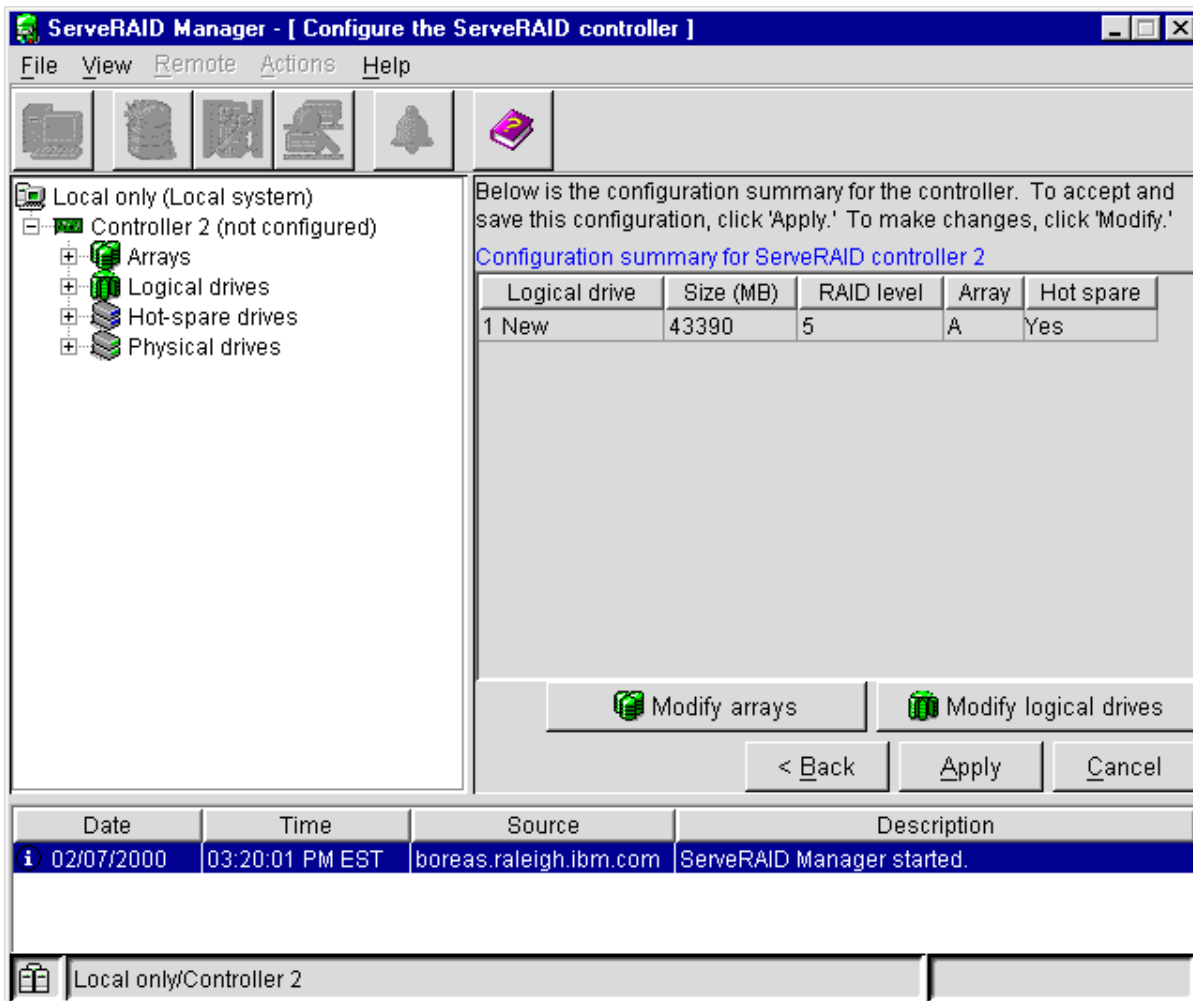 ServeRAID Manager - [ Configure the ServeRAID controller ]
File View Remote Actions Help
Local only (Local system)
Controller 2 (not configured)
Arrays
Logical drives
Hot-spare drives
Physical drives
Below is the configuration summary for the controller. To accept and
save this configuration, click 'Apply.' To make changes, click 'Modify.'
Configuration summary for ServeRAID controller 2
Logical drive Size (MB) RAID level Array Hot spare
1 New 43390 5 A Yes
Modify arrays Modify logical drives
< Back Apply Cancel
Date Time Source Description
02/07/2000 03:20:01 PM EST boreas.raleigh.ibm.com ServeRAID Manager started.
Local only/Controller 2